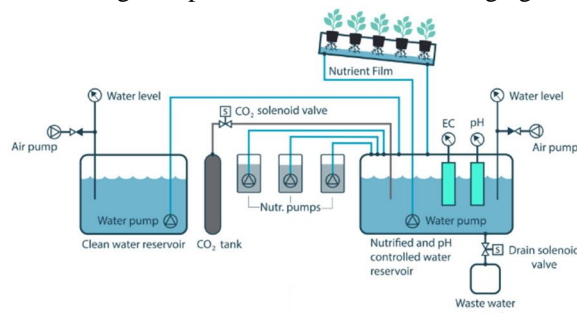 Nutrient Film
Water level
S
CO2 solenoid valve
Water level
EC
pH
Air pump
Air pump
Nutr. pumps
Water pump
Water pump
Clean water reservoir
CO2 tank
Nutrified and pH
controlled water
reservoir
S
Drain solenoid
valve
Waste water